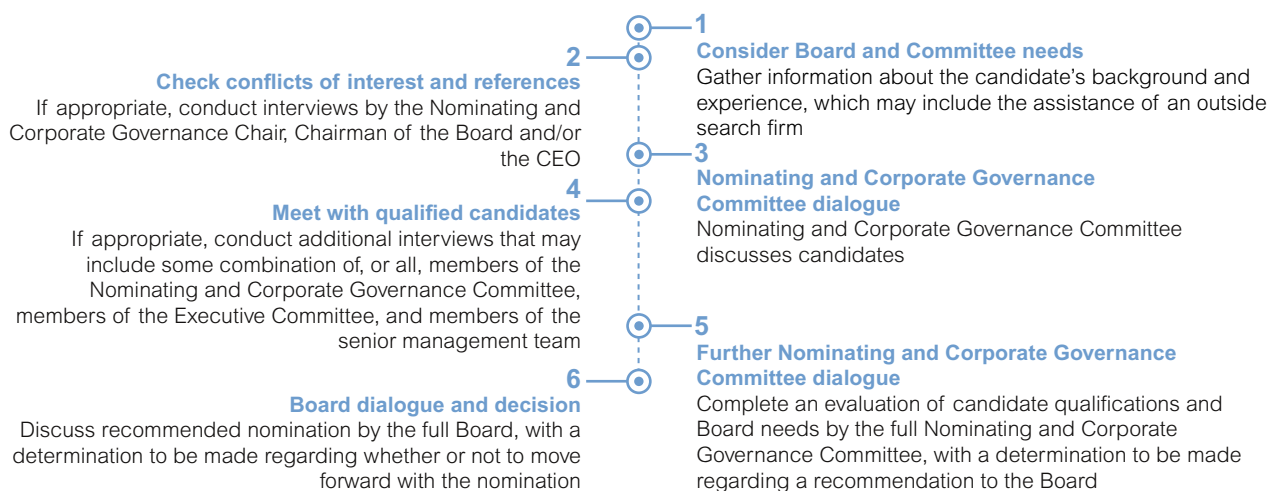 1
Consider Board and Committee needs
Gather information about the candidate's background and
experience, which may include the assistance of an outside
search firm
2
Check conflicts of interest and references
If appropriate, conduct interviews by the Nominating and
Corporate Governance Chair, Chairman of the Board and/or
the CEO
3
Nominating and Corporate Governance
Committee dialogue
Nominating and Corporate Governance Committee
discusses candidates
4
Meet with qualified candidates
If appropriate, conduct additional interviews that may
include some combination of, or all, members of the
Nominating and Corporate Governance Committee,
members of the Executive Committee, and members of the
senior management team
5
Further Nominating and Corporate Governance
Committee dialogue
Complete an evaluation of candidate qualifications and
Board needs by the full Nominating and Corporate
Governance Committee, with a determination to be made
regarding a recommendation to the Board
6
Board dialogue and decision
Discuss recommended nomination by the full Board, with a
determination to be made regarding whether or not to move
forward with the nomination